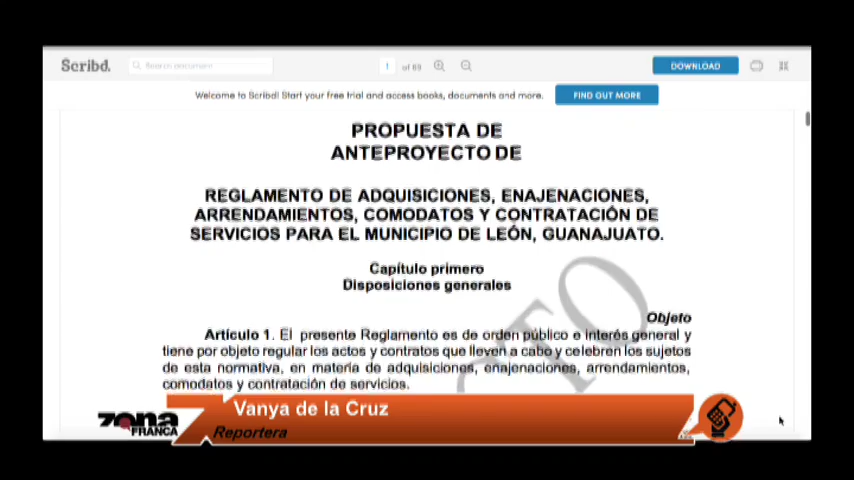 Scribd.
Search document
1 of 69
DOWNLOAD
Welcome to Scribd! Start your free trial and access books, documents and more.
FIND OUT MORE
PROPUESTA DE
ANTEPROYECTO DE
REGLAMENTO DE ADQUISICIONES, ENAJENACIONES,
ARRENDAMIENTOS, COMODATOS Y CONTRATACIÓN DE
SERVICIOS PARA EL MUNICIPIO DE LEÓN, GUANAJUATO.
Capítulo primero
Disposiciones generales
Objeto
Artículo 1. El presente Reglamento es de orden público e interés general y
tiene por objeto regular los actos y contratos que lleven a cabo y celebren los sujetos
de esta normativa, en materia de adquisiciones, enajenaciones, arrendamientos,
comodatos y contratación de servicios.
CTO
Vanya de la Cruz
Reportera
zona
FRANCA